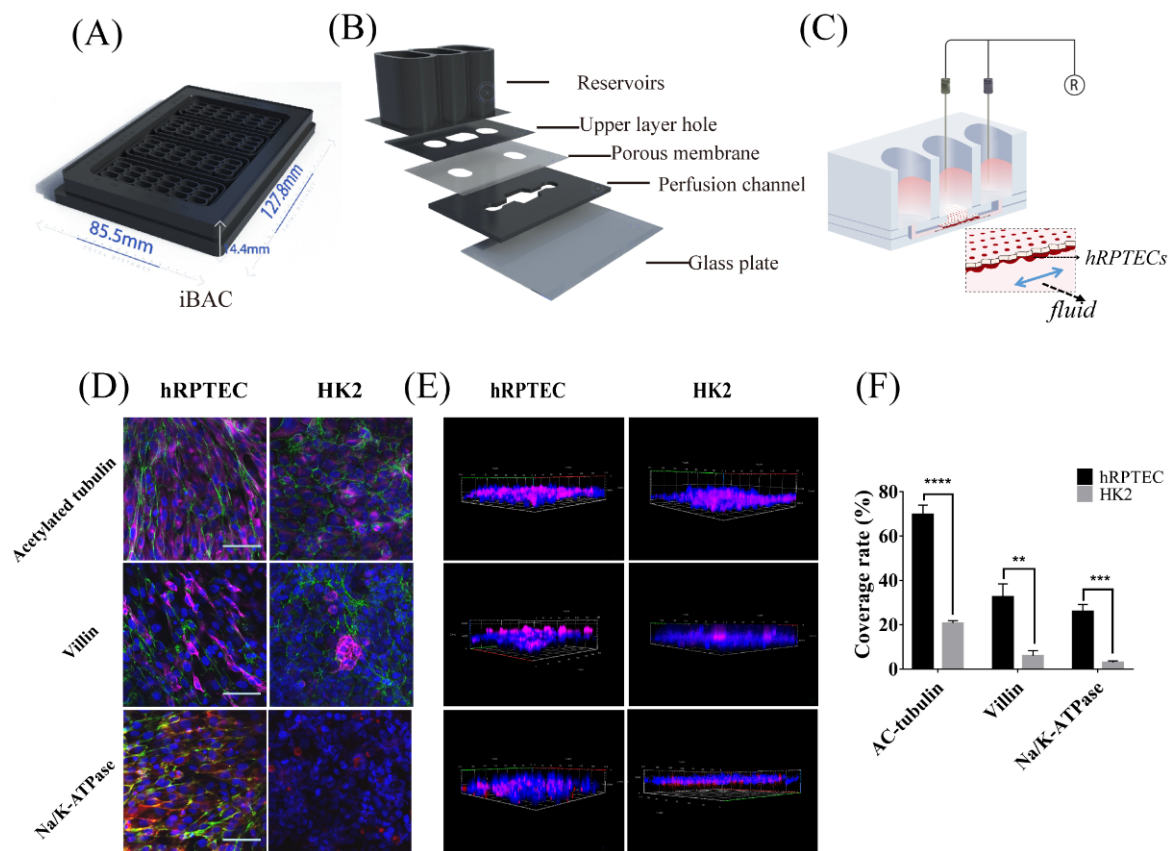 (A)
85.5mm
127.8mm
14.4mm
iBAC
(B)
Reservoirs
Upper layer hole
Porous membrane
Perfusion channel
Glass plate
(C)
R
hRPTECs
fluid
(D)
hRPTEC
HK2
Acetylated tubulin
Villin
Na/K-ATPase
(E)
hRPTEC
HK2
(F)
hRPTEC
HK2
Coverage rate (%)
80
60
40
20
0
****
**
***
AC-tubulin
Villin
Na/K-ATPase